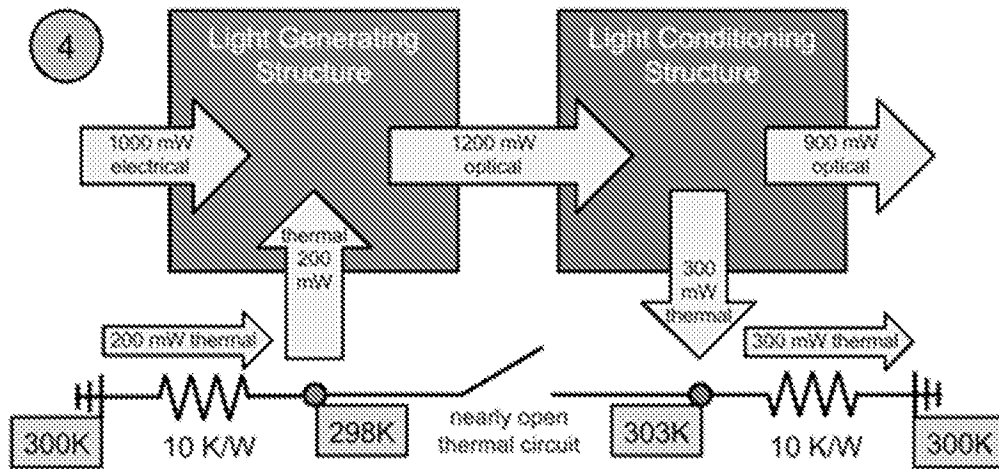 4
Light Generating
Structure
Light Conditioning
Structure
1000 mW
electrical
1200 mW
optical
900 mW
optical
thermal
200
mW
300
mW
thermal
200 mW thermal
300 mW thermal
300K
10 K/W
298K
nearly open
thermal circuit
303K
10 K/W
300K